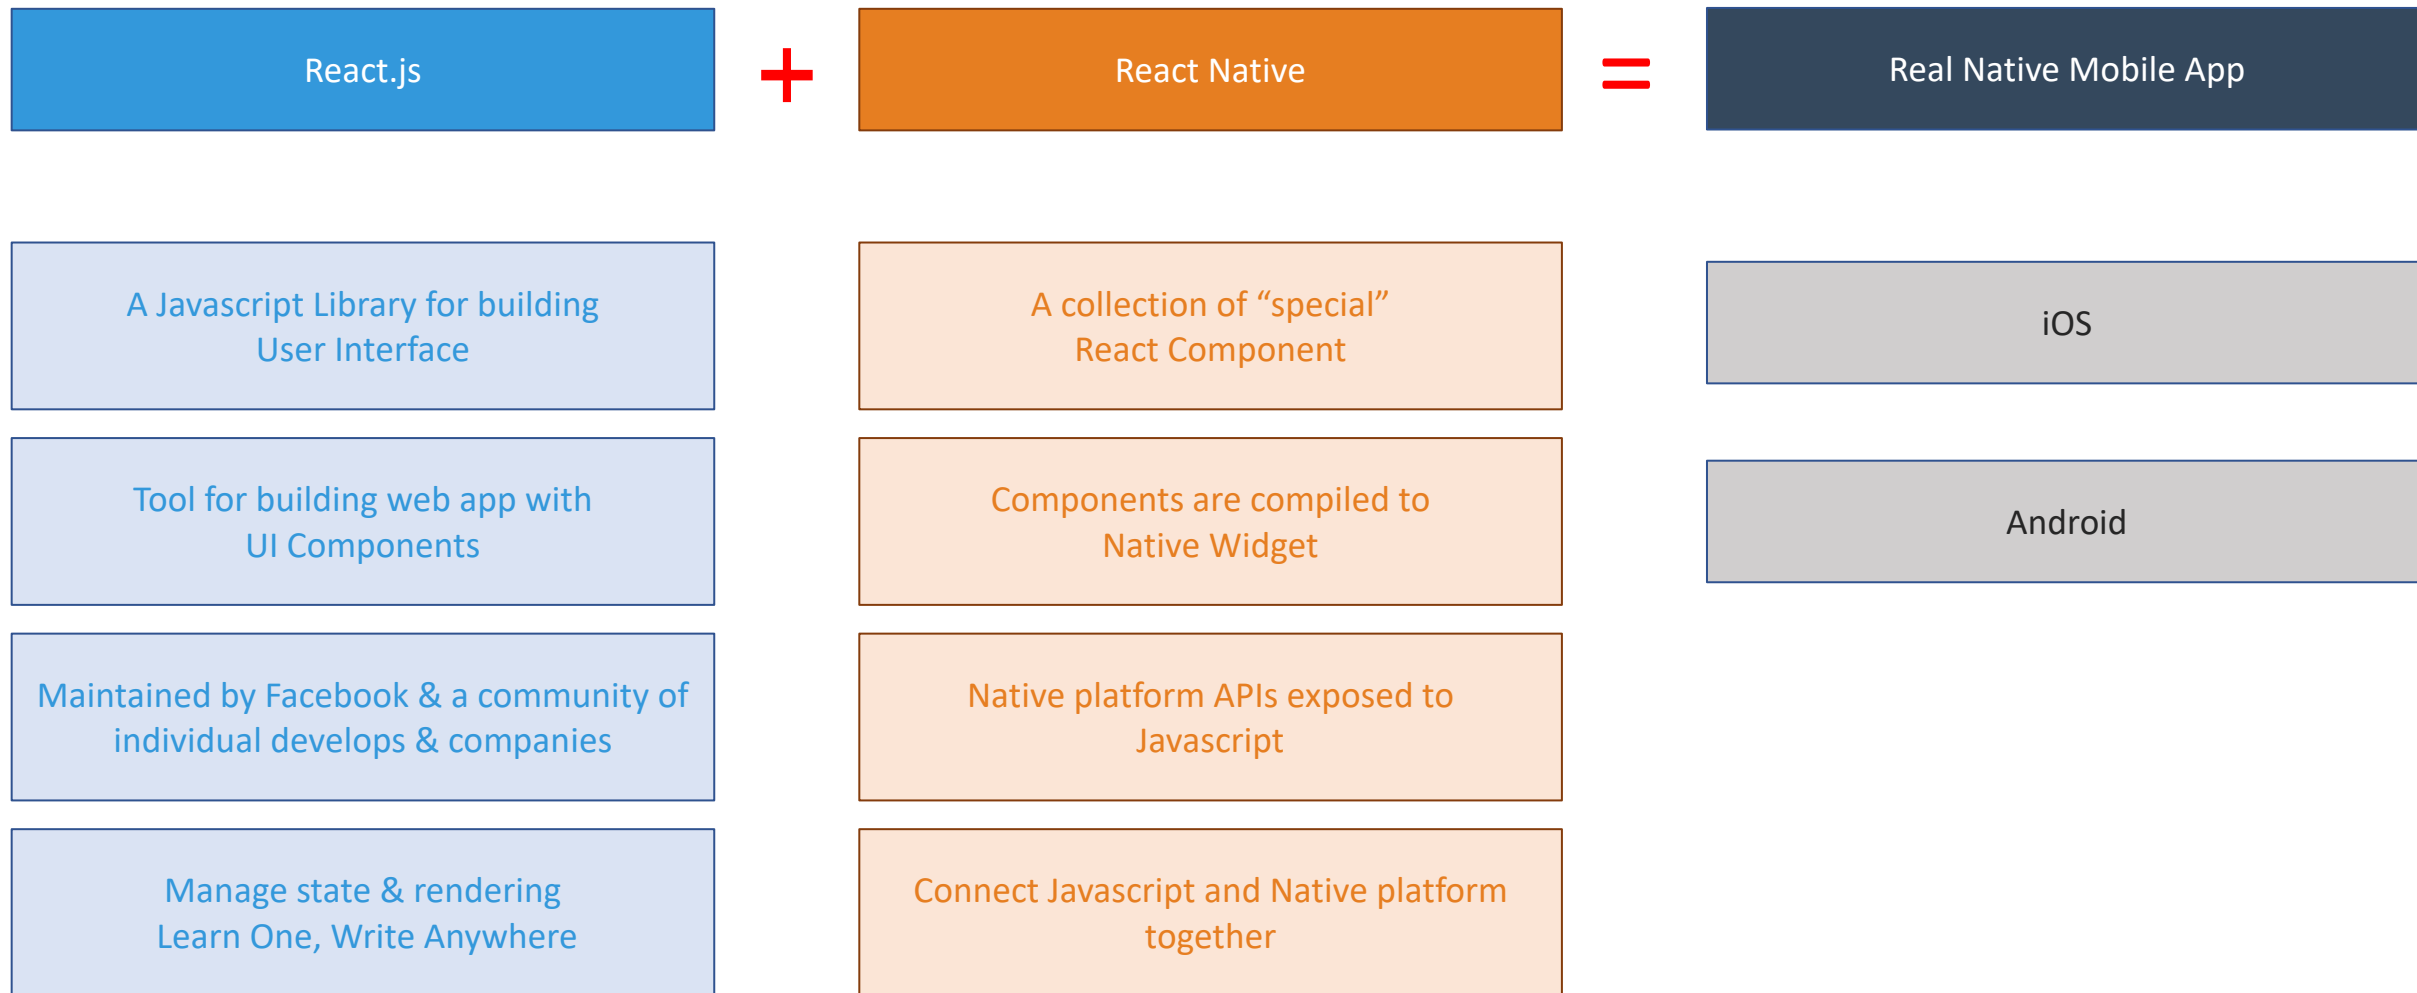 React.js
+
React Native
=
Real Native Mobile App
A Javascript Library for building
User Interface
Tool for building web app with
UI Components
Maintained by Facebook & a community of
individual develops & companies
Manage state & rendering
Learn One, Write Anywhere
A collection of “special”
React Component
Components are compiled to
Native Widget
Native platform APIs exposed to
Javascript
Connect Javascript and Native platform
together
iOS
Android